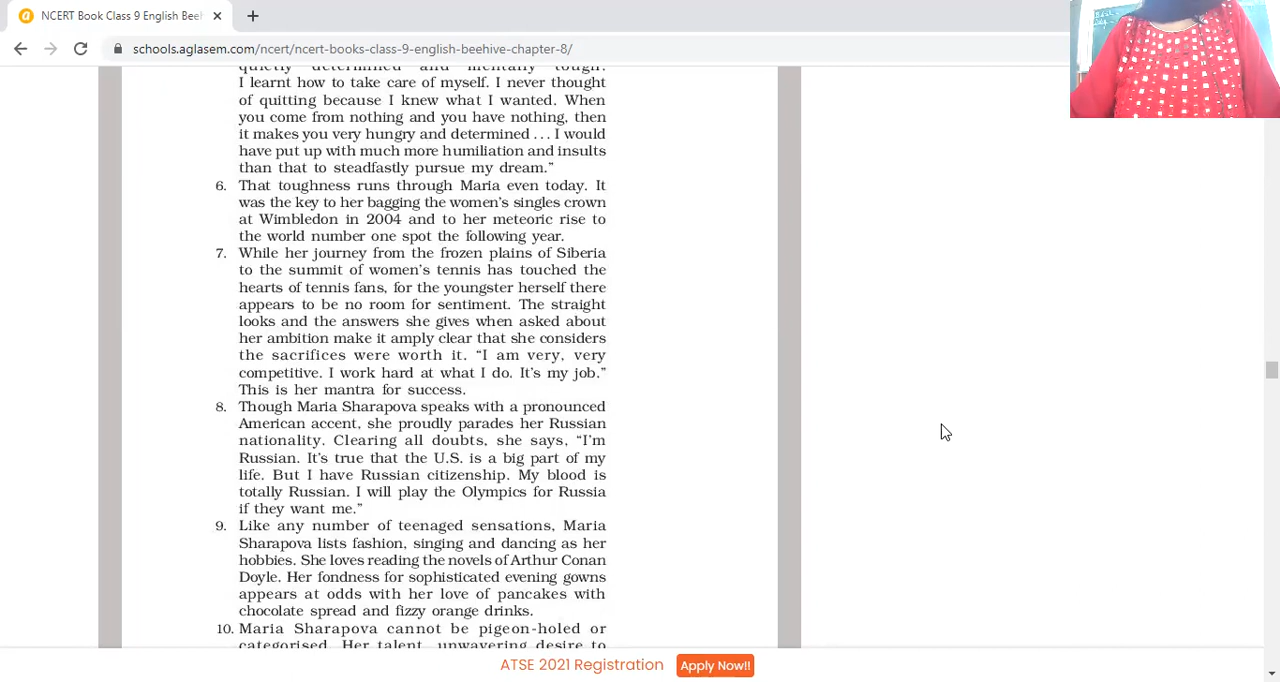 NCERT Book Class 9 English Bee
schools.aglasem.com/ncert/ncert-books-class-9-english-beehive-chapter-8/
quietly determined and mentally tough.
I learnt how to take care of myself. I never thought
of quitting because I knew what I wanted. When
you come from nothing and you have nothing, then
it makes you very hungry and determined . . . I would
have put up with much more humiliation and insults
than that to steadfastly pursue my dream.”
6. That toughness runs through Maria even today. It
was the key to her bagging the women’s singles crown
at Wimbledon in 2004 and to her meteoric rise to
the world number one spot the following year.
7. While her journey from the frozen plains of Siberia
to the summit of women’s tennis has touched the
hearts of tennis fans, for the youngster herself there
appears to be no room for sentiment. The straight
looks and the answers she gives when asked about
her ambition make it amply clear that she considers
the sacrifices were worth it. “I am very, very
competitive. I work hard at what I do. It’s my job.”
This is her mantra for success.
8. Though Maria Sharapova speaks with a pronounced
American accent, she proudly parades her Russian
nationality. Clearing all doubts, she says, “I’m
Russian. It’s true that the U.S. is a big part of my
life. But I have Russian citizenship. My blood is
totally Russian. I will play the Olympics for Russia
if they want me.”
9. Like any number of teenaged sensations, Maria
Sharapova lists fashion, singing and dancing as her
hobbies. She loves reading the novels of Arthur Conan
Doyle. Her fondness for sophisticated evening gowns
appears at odds with her love of pancakes with
chocolate spread and fizzy orange drinks.
10. Maria Sharapova cannot be pigeon-holed or
categorised. Her talent, unwavering desire to
ATSE 2021 Registration Apply Now!!